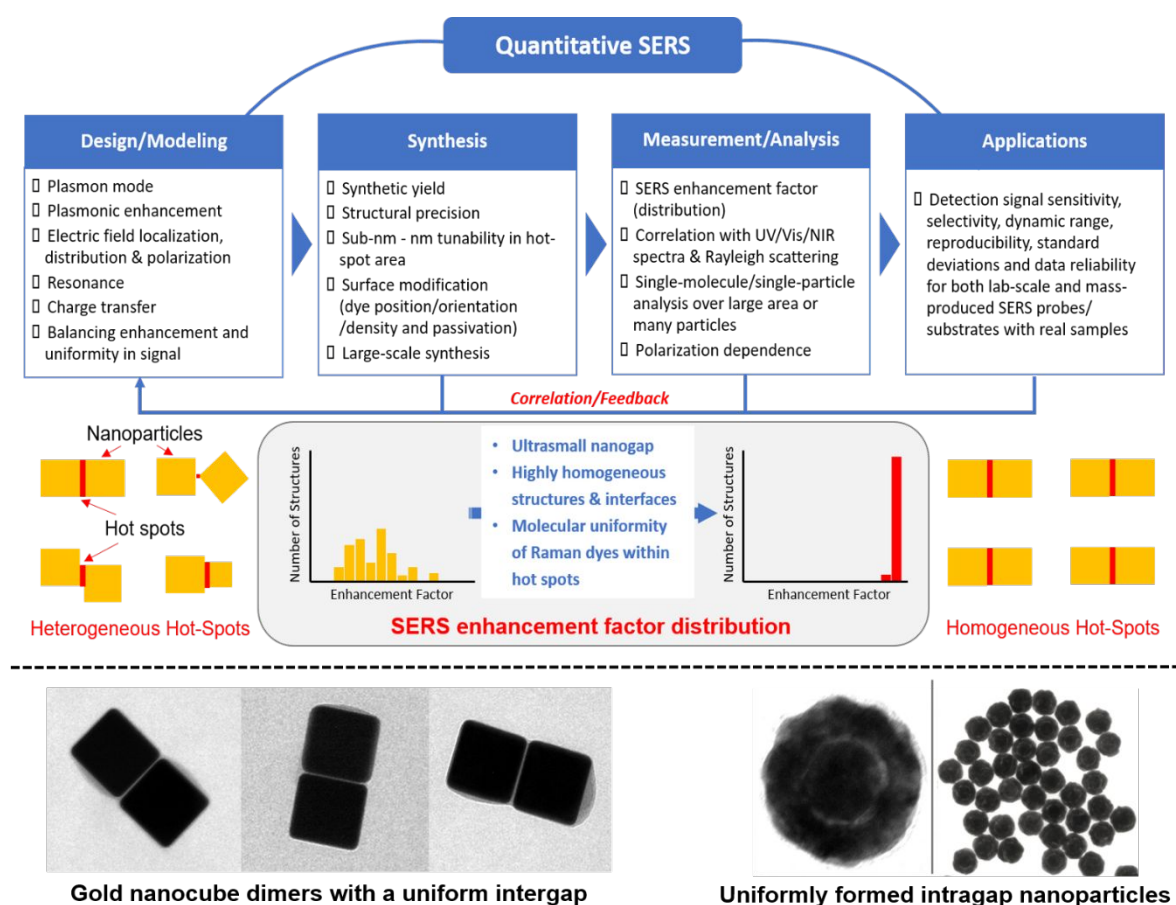 Quantitative SERS
Design/Modeling
▯ Plasmon mode
▯ Plasmonic enhancement
▯ Electric field localization,
distribution & polarization
▯ Resonance
▯ Charge transfer
▯ Balancing enhancement and
uniformity in signal
Synthesis
▯ Synthetic yield
▯ Structural precision
▯ Sub-nm - nm tunability in hot-
spot area
▯ Surface modification
(dye position/orientation
/density and passivation)
▯ Large-scale synthesis
Measurement/Analysis
▯ SERS enhancement factor
(distribution)
▯ Correlation with UV/Vis/NIR
spectra & Rayleigh scattering
▯ Single-molecule/single-particle
analysis over large area or
many particles
▯ Polarization dependence
Applications
▯ Detection signal sensitivity,
selectivity, dynamic range,
reproducibility, standard
deviations and data reliability
for both lab-scale and mass-
produced SERS probes/
substrates with real samples
Correlation/Feedback
Nanoparticles
Hot spots
Heterogeneous Hot-Spots
Number of Structures
Enhancement Factor
• Ultrasmall nanogap
• Highly homogeneous
structures & interfaces
• Molecular uniformity
of Raman dyes within
hot spots
Number of Structures
Enhancement Factor
SERS enhancement factor distribution
Homogeneous Hot-Spots
Gold nanocube dimers with a uniform intergap
Uniformly formed intragap nanoparticles